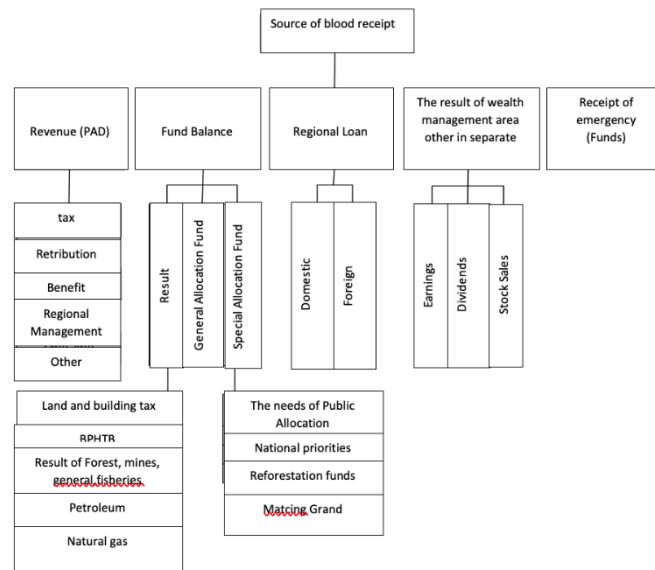 Source of blood receipt
Revenue (PAD)
Fund Balance
Regional Loan
The result of wealth
management area
other in separate
Receipt of
emergency
(Funds)
tax
Retribution
Benefit
Regional
Management
Other
Result
General Allocation Fund
Special Allocation Fund
Domestic
Foreign
Earnings
Dividends
Stock Sales
Land and building tax
BPHTB
Result of Forest, mines,
general,fisheries
Petroleum
Natural gas
The needs of Public
Allocation
National priorities
Reforestation funds
Matcing Grand